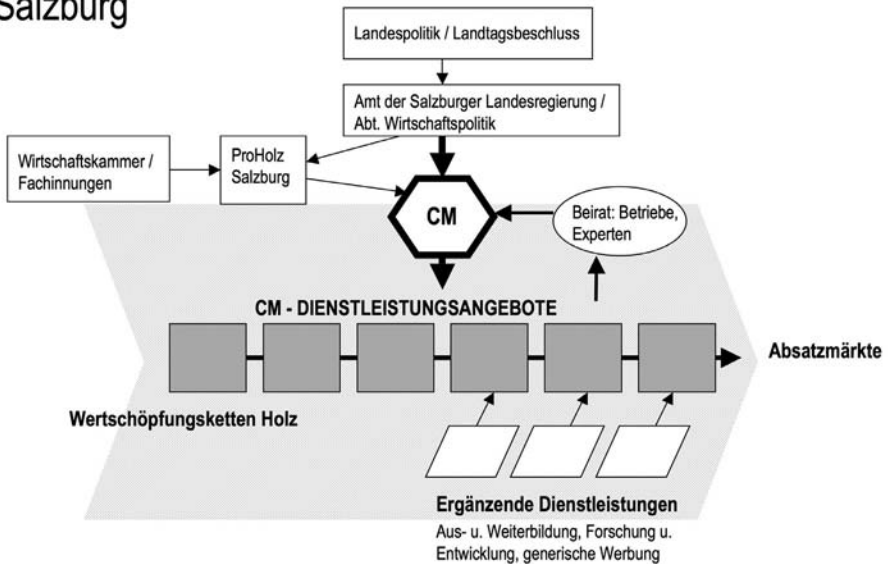 Salzburg
Landespolitik / Landtagsbeschluss
Amt der Salzburger Landesregierung /
Abt. Wirtschaftspolitik
Wirtschaftskammer /
Fachinnungen
ProHolz
Salzburg
CM
Beirat: Betriebe,
Experten
CM - DIENSTLEISTUNGSANGEBOTE
Absatzmärkte
Wertschöpfungsketten Holz
Ergänzende Dienstleistungen
Aus- u. Weiterbildung, Forschung u.
Entwicklung, generische Werbung